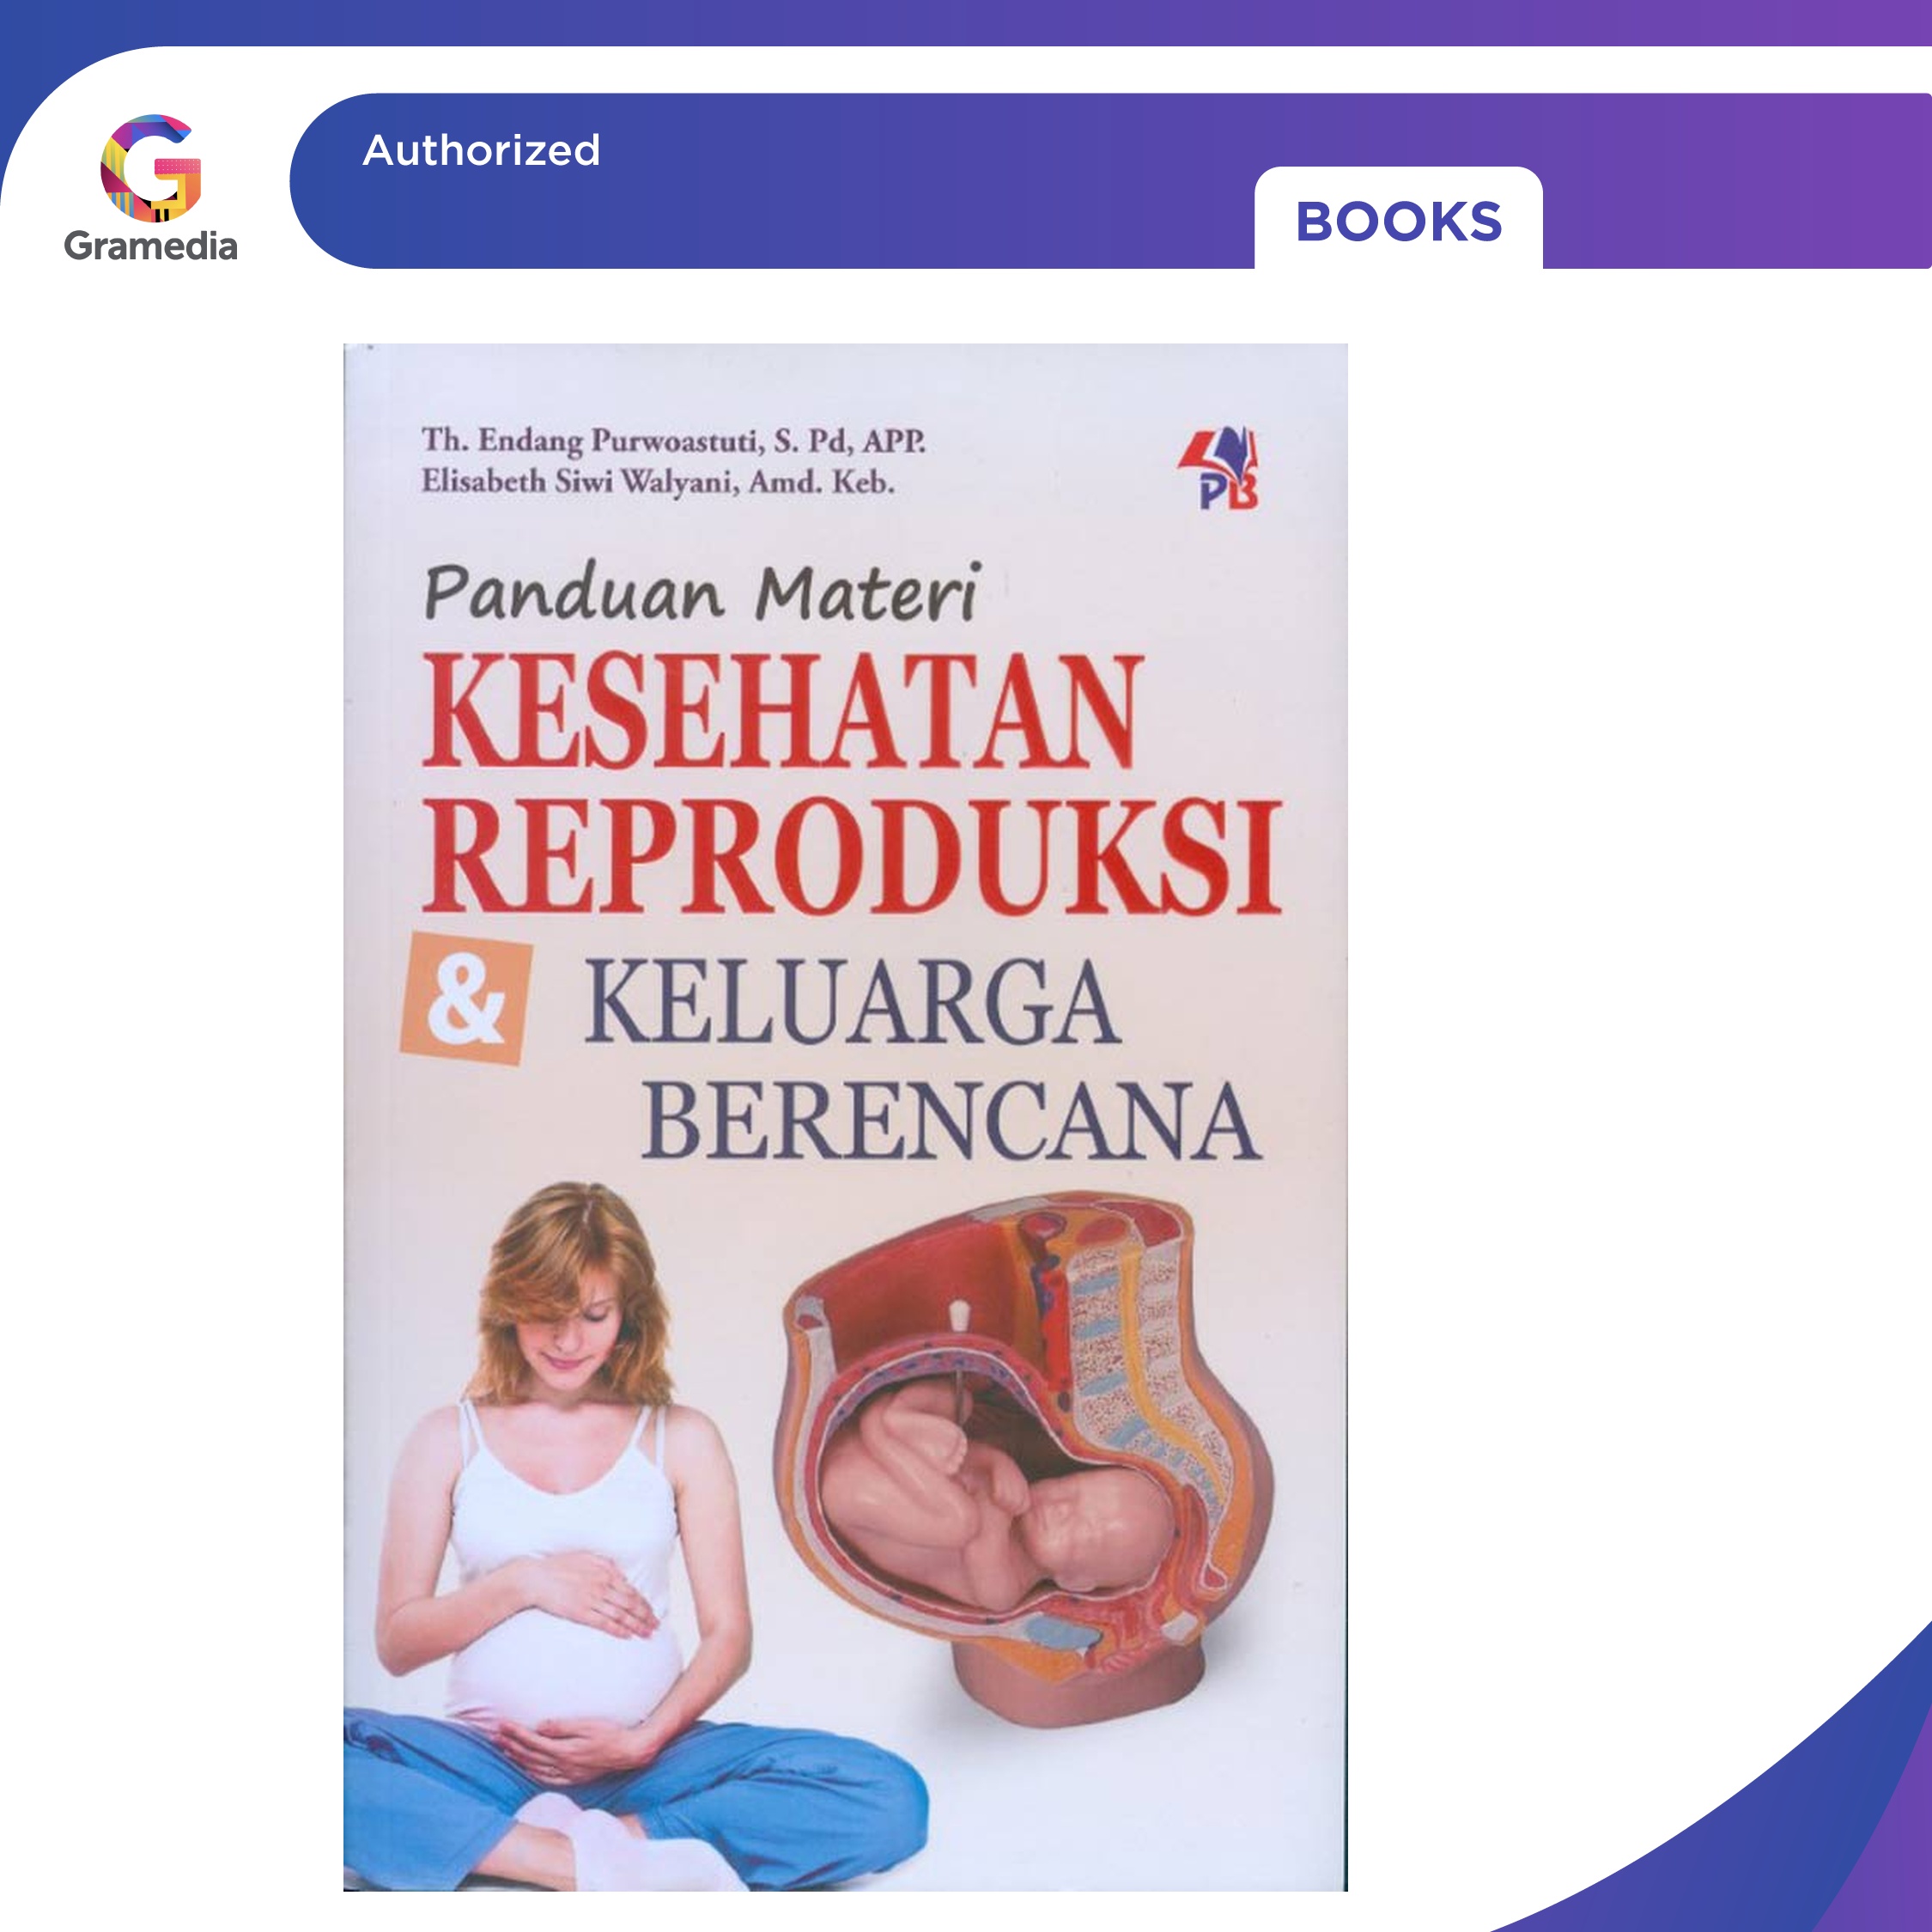 Gramedia
Authorized
BOOKS
Th. Endang Purwoastuti, S. Pd, APP.
Elisabeth Siwi Walyani, Amd. Keb.
PB
Panduan Materi
KESEHATAN
REPRODUKSI
& KELUARGA
BERENCANA